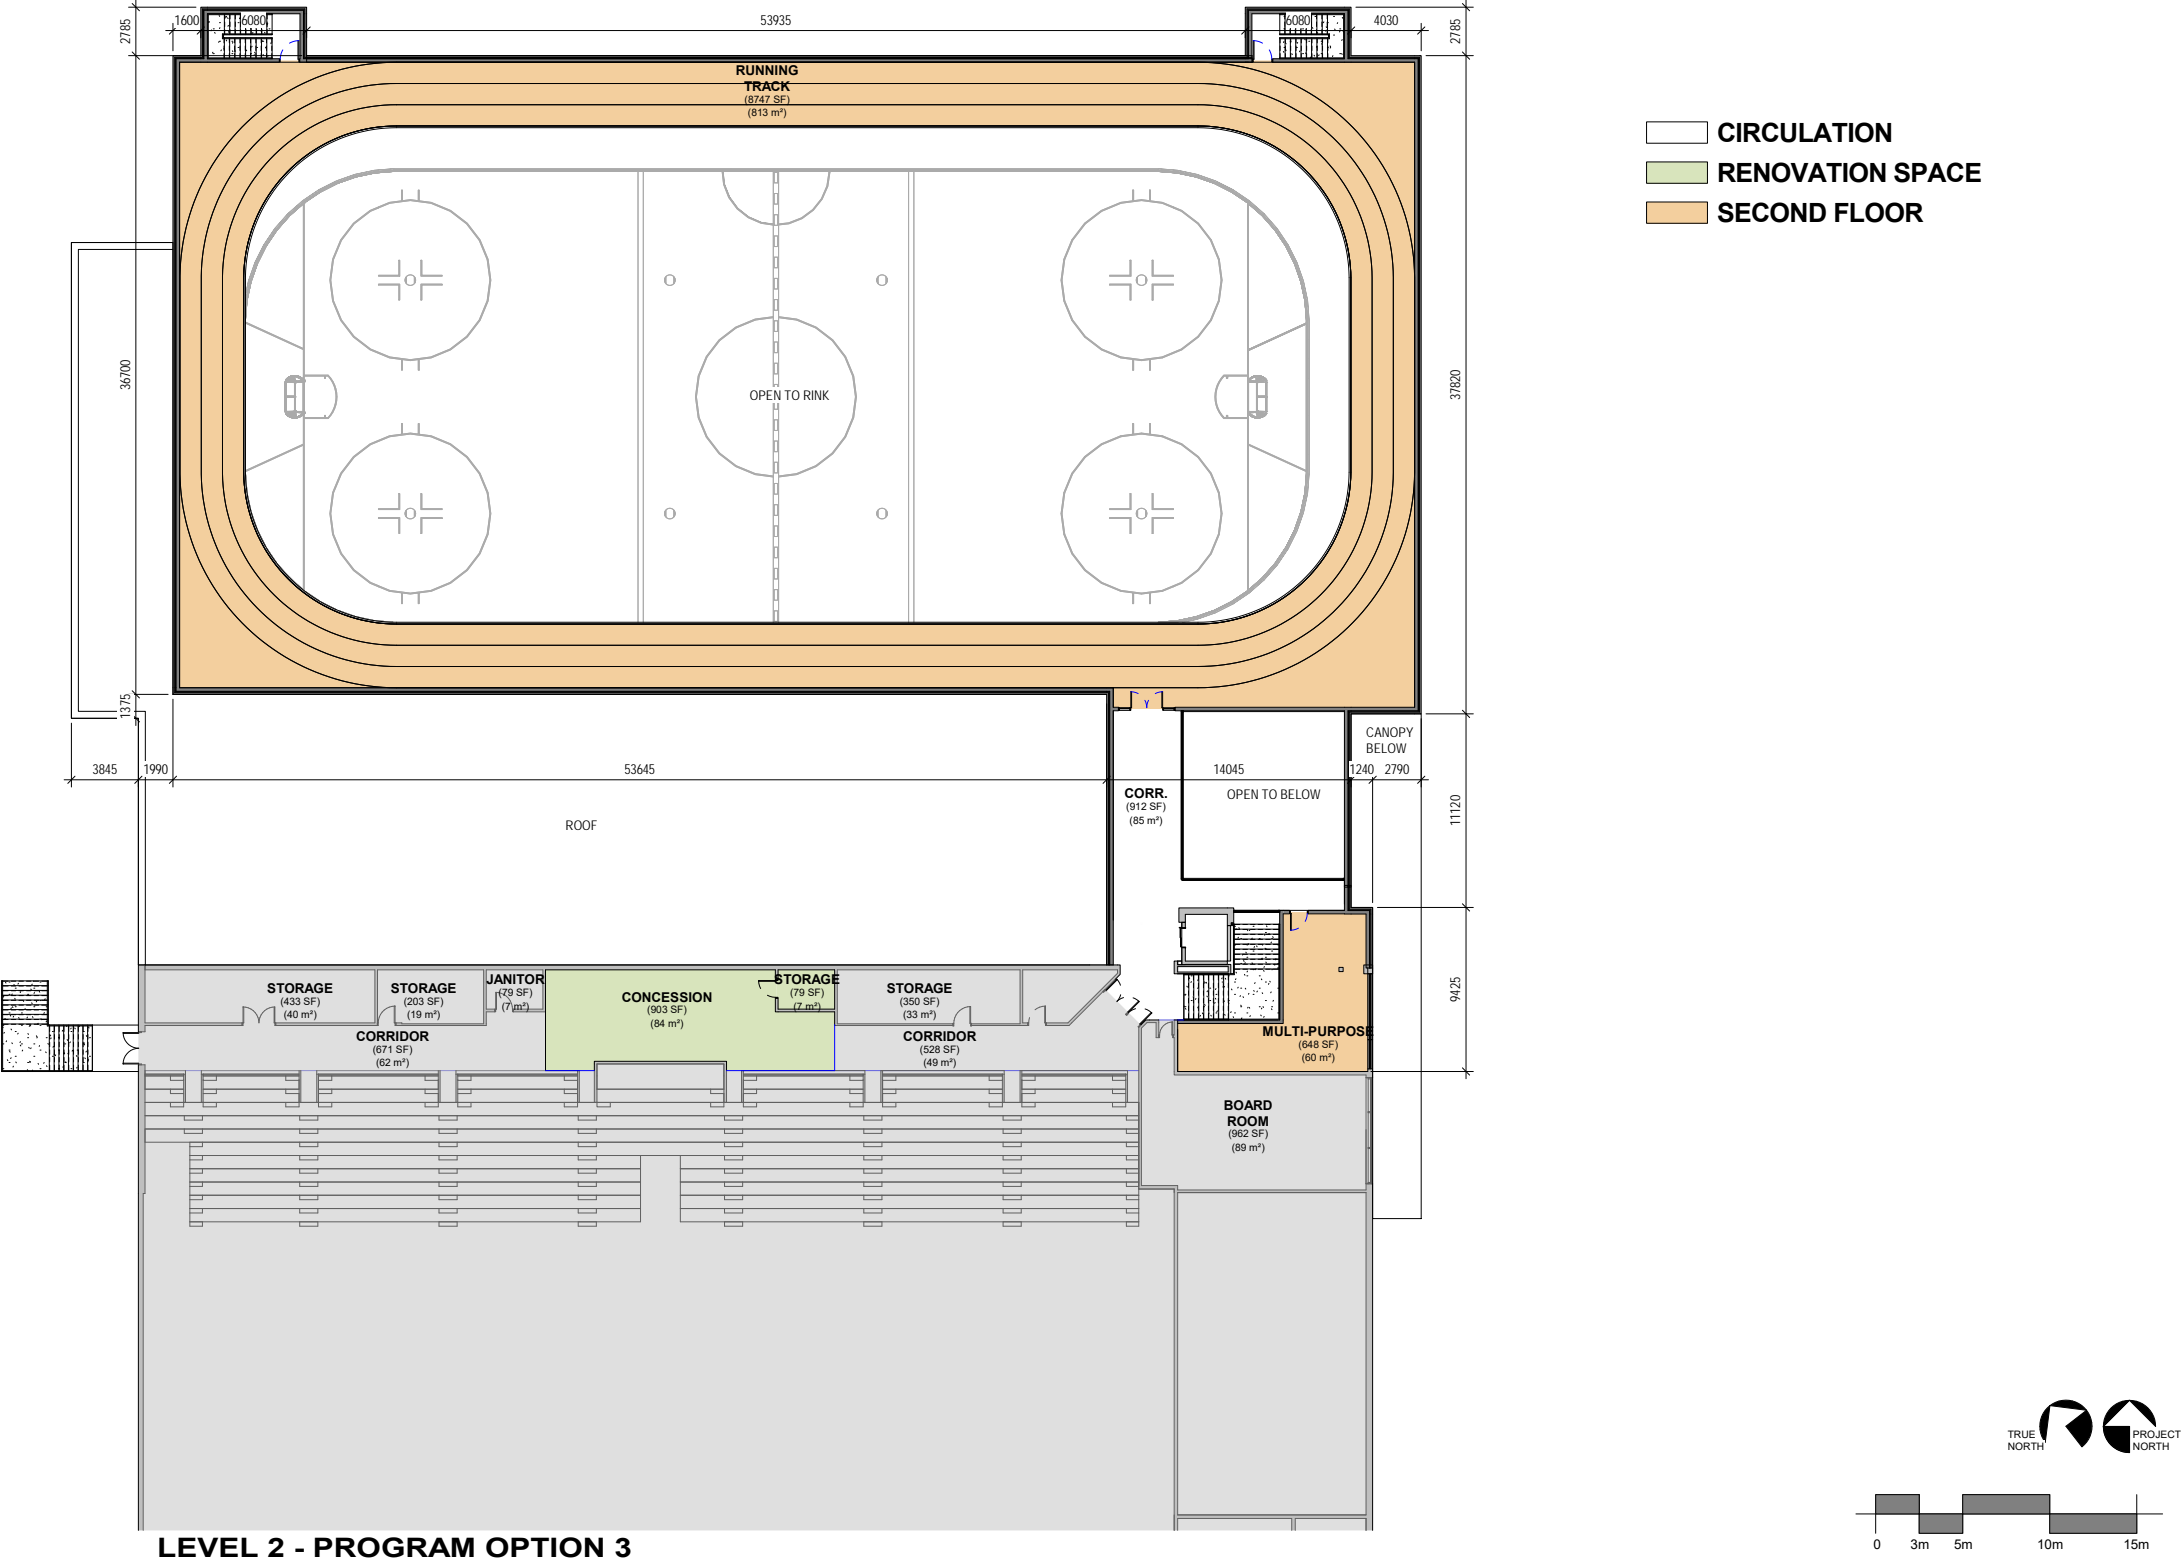 2785
1600
6080
53935
6080
4030
2785
RUNNING
TRACK
(8747 SF)
(813 m²)
CIRCULATION
RENOVATION SPACE
SECOND FLOOR
36700
37820
OPEN TO RINK
1375
CANOPY
BELOW
3845
1990
53645
14045
1240
2790
CORR.
(912 SF)
(85 m²)
OPEN TO BELOW
11120
ROOF
STORAGE
(433 SF)
(40 m²)
STORAGE
(203 SF)
(19 m²)
JANITOR
(79 SF)
(7 m²)
CONCESSION
(903 SF)
(84 m²)
STORAGE
(79 SF)
(7 m²)
STORAGE
(350 SF)
(33 m²)
9425
CORRIDOR
(671 SF)
(62 m²)
CORRIDOR
(528 SF)
(49 m²)
MULTI-PURPOSE
(648 SF)
(60 m²)
BOARD
ROOM
(962 SF)
(89 m²)
TRUE
NORTH
PROJECT
NORTH
0 3m 5m 10m 15m
LEVEL 2 - PROGRAM OPTION 3